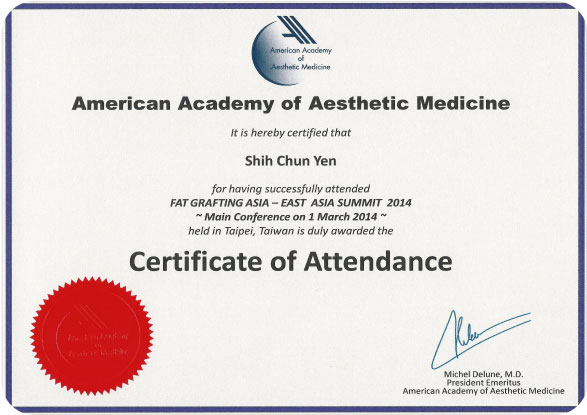 American Academy
of
Aesthetic Medicine
American Academy of Aesthetic Medicine
It is hereby certified that
Shih Chun Yen
for having successfully attended
FAT GRAFTING ASIA – EAST ASIA SUMMIT 2014
~ Main Conference on 1 March 2014 ~
held in Taipei, Taiwan is duly awarded the
Certificate of Attendance
Michel Delune, M.D.
President Emeritus
American Academy of Aesthetic Medicine